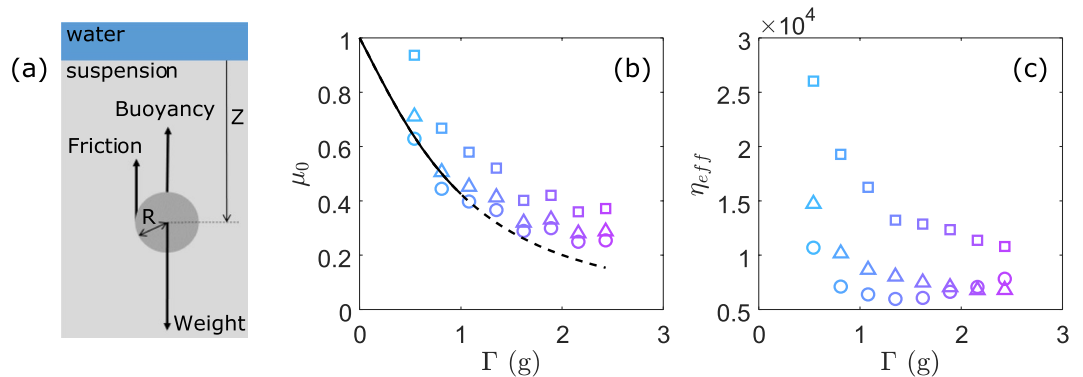 (a)
water
suspension
Buoyancy
Friction
Z
R
Weight
(b)
μ0
1
0.8
0.6
0.4
0.2
0
0 1 2 3
Γ (g)
(c)
×10^4
ηeff
3
2.5
2
1.5
1
0.5
0 1 2 3
Γ (g)